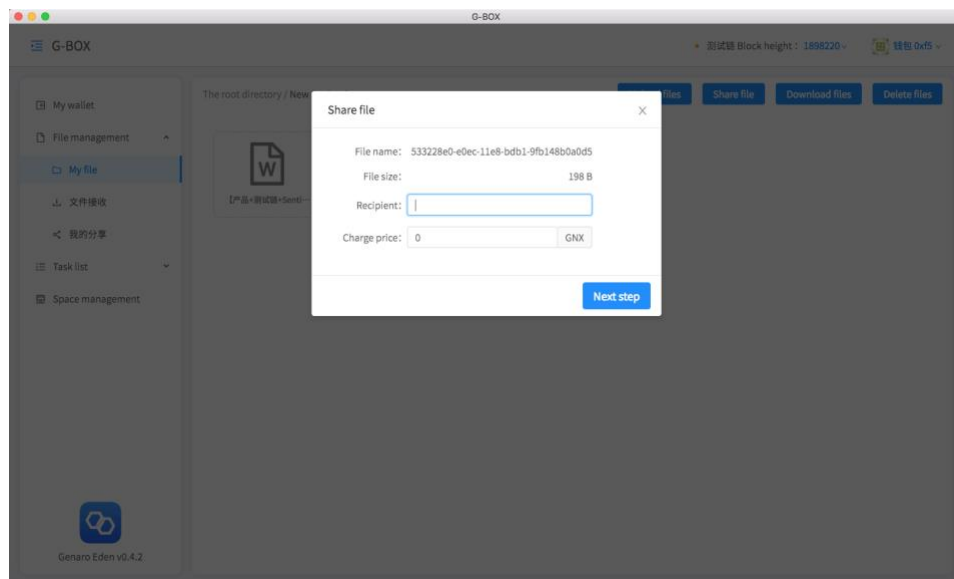 G-BOX
G-BOX
测试链 Block height： 1898220
钱包 0xf5
My wallet
File management
My file
文件接收
我的分享
Task list
Space management
Genaro Eden v0.4.2
The root directory / New
files
Share file
Download files
Delete files
W
Share file
File name： 533228e0-e0ec-11e8-bdb1-9fb148b0a0d5
File size： 198 B
Recipient：
Charge price： 0 GNX
Next step